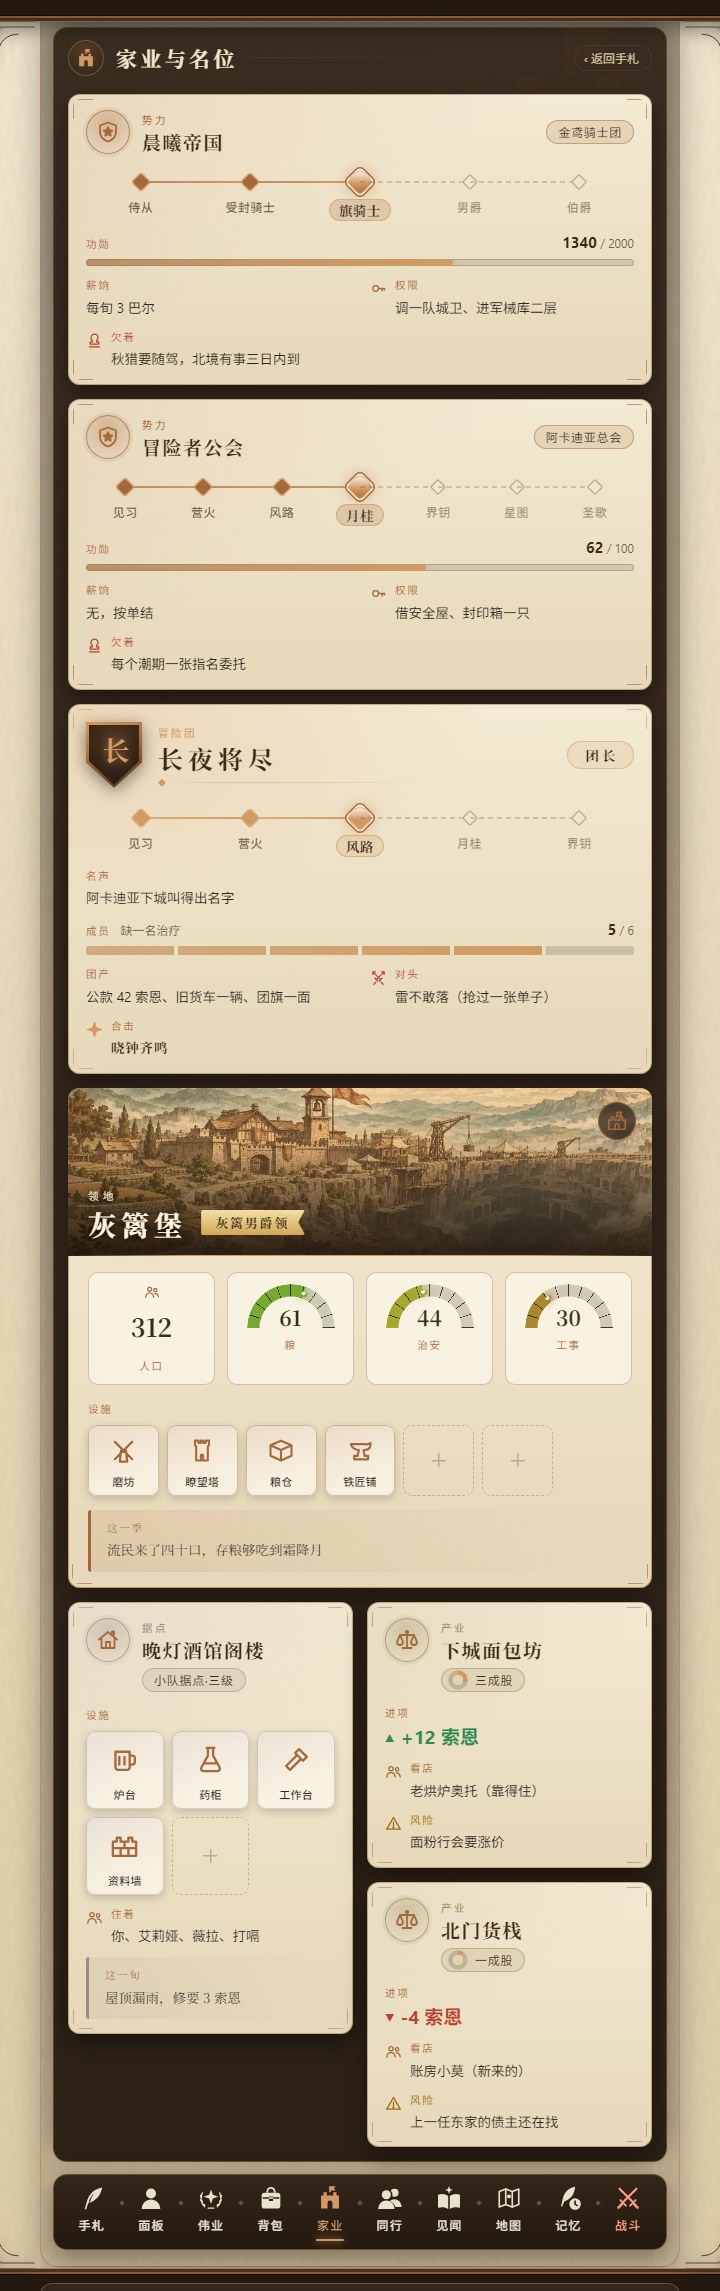 家业与名位
‹ 返回手札
势力
晨曦帝国
金鸢骑士团
侍从 受封骑士 旗骑士 男爵 伯爵
功勋 1340 / 2000
薪饷 权限
每旬 3 巴尔 调一队城卫、进军械库二层
欠着
秋猎要随驾，北境有事三日内到
势力
冒险者公会
阿卡迪亚总会
见习 营火 风路 月桂 界钥 星图 圣歌
功勋 62 / 100
薪饷 权限
无，按单结 借安全屋、封印箱一只
欠着
每个潮期一张指名委托
长
冒险团
长夜将尽
团长
见习 营火 风路 月桂 界钥
名声
阿卡迪亚下城叫得出名字
成员 缺一名治疗 5 / 6
团产 对头
公款 42 索恩、旧货车一辆、团旗一面 雷不敢落（抢过一张单子）
合击
晓钟齐鸣
领地
灰篱堡 灰篱男爵领
312 61 44 30
人口 粮 治安 工事
设施
磨坊 瞭望塔 粮仓 铁匠铺 + +
这一季
流民来了四十口，存粮够吃到霜降月
据点
晚灯酒馆阁楼
小队据点·三级
设施
炉台 药柜 工作台
资料墙 +
住着
你、艾莉娅、薇拉、打嗝
这一旬
屋顶漏雨，修要 3 索恩
产业
下城面包坊
三成股
进项
▲ +12 索恩
看店
老烘炉奥托（靠得住）
风险
面粉行会要涨价
产业
北门货栈
一成股
进项
▼ -4 索恩
看店
账房小莫（新来的）
风险
上一任东家的债主还在找
手札 面板 伟业 背包 家业 同行 见闻 地图 记忆 战斗